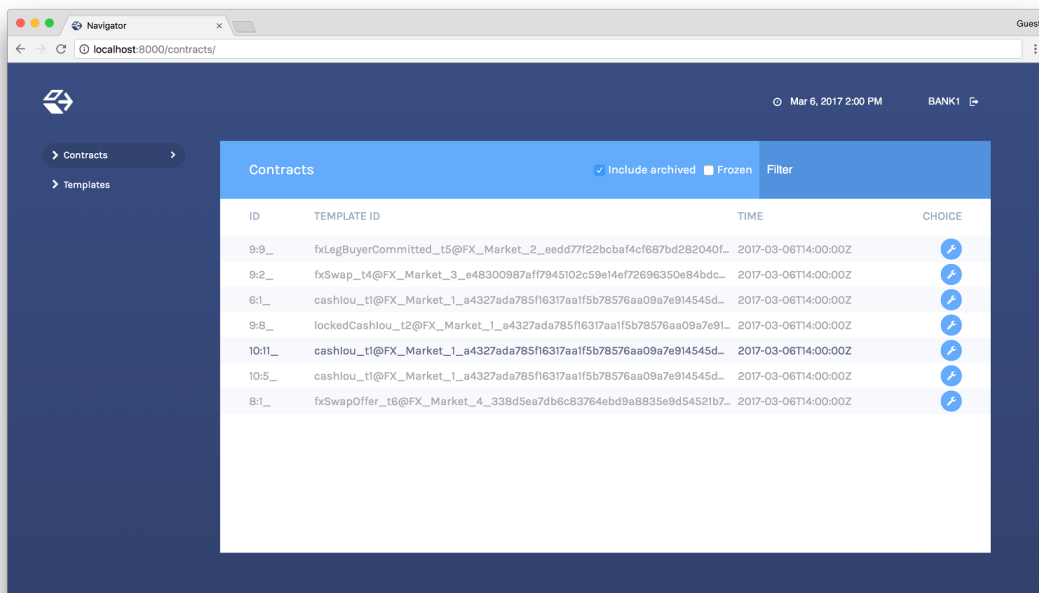 Navigator
Guest
localhost:8000/contracts/
Mar 6, 2017 2:00 PM BANK1
Contracts
Templates
Contracts Include archived Frozen Filter
ID TEMPLATE ID TIME CHOICE
9:9_ fxLegBuyerCommitted_t5@FX_Market_2_eedd77f22bcbaf4cf687bd282040f... 2017-03-06T14:00:00Z
9:2_ fxSwap_t4@FX_Market_3_e48300987aff7945102c59e14ef72696350e84bdc... 2017-03-06T14:00:00Z
6:1_ cashIou_t1@FX_Market_1_a4327ada785f16317aa1f5b78576aa09a7e914545d... 2017-03-06T14:00:00Z
9:8_ lockedCashIou_t2@FX_Market_1_a4327ada785f16317aa1f5b78576aa09a7e91... 2017-03-06T14:00:00Z
10:11_ cashIou_t1@FX_Market_1_a4327ada785f16317aa1f5b78576aa09a7e914545d... 2017-03-06T14:00:00Z
10:5_ cashIou_t1@FX_Market_1_a4327ada785f16317aa1f5b78576aa09a7e914545d... 2017-03-06T14:00:00Z
8:1_ fxSwapOffer_t6@FX_Market_4_338d5ea7db6c83764ebd9a8835e9d54521b7... 2017-03-06T14:00:00Z